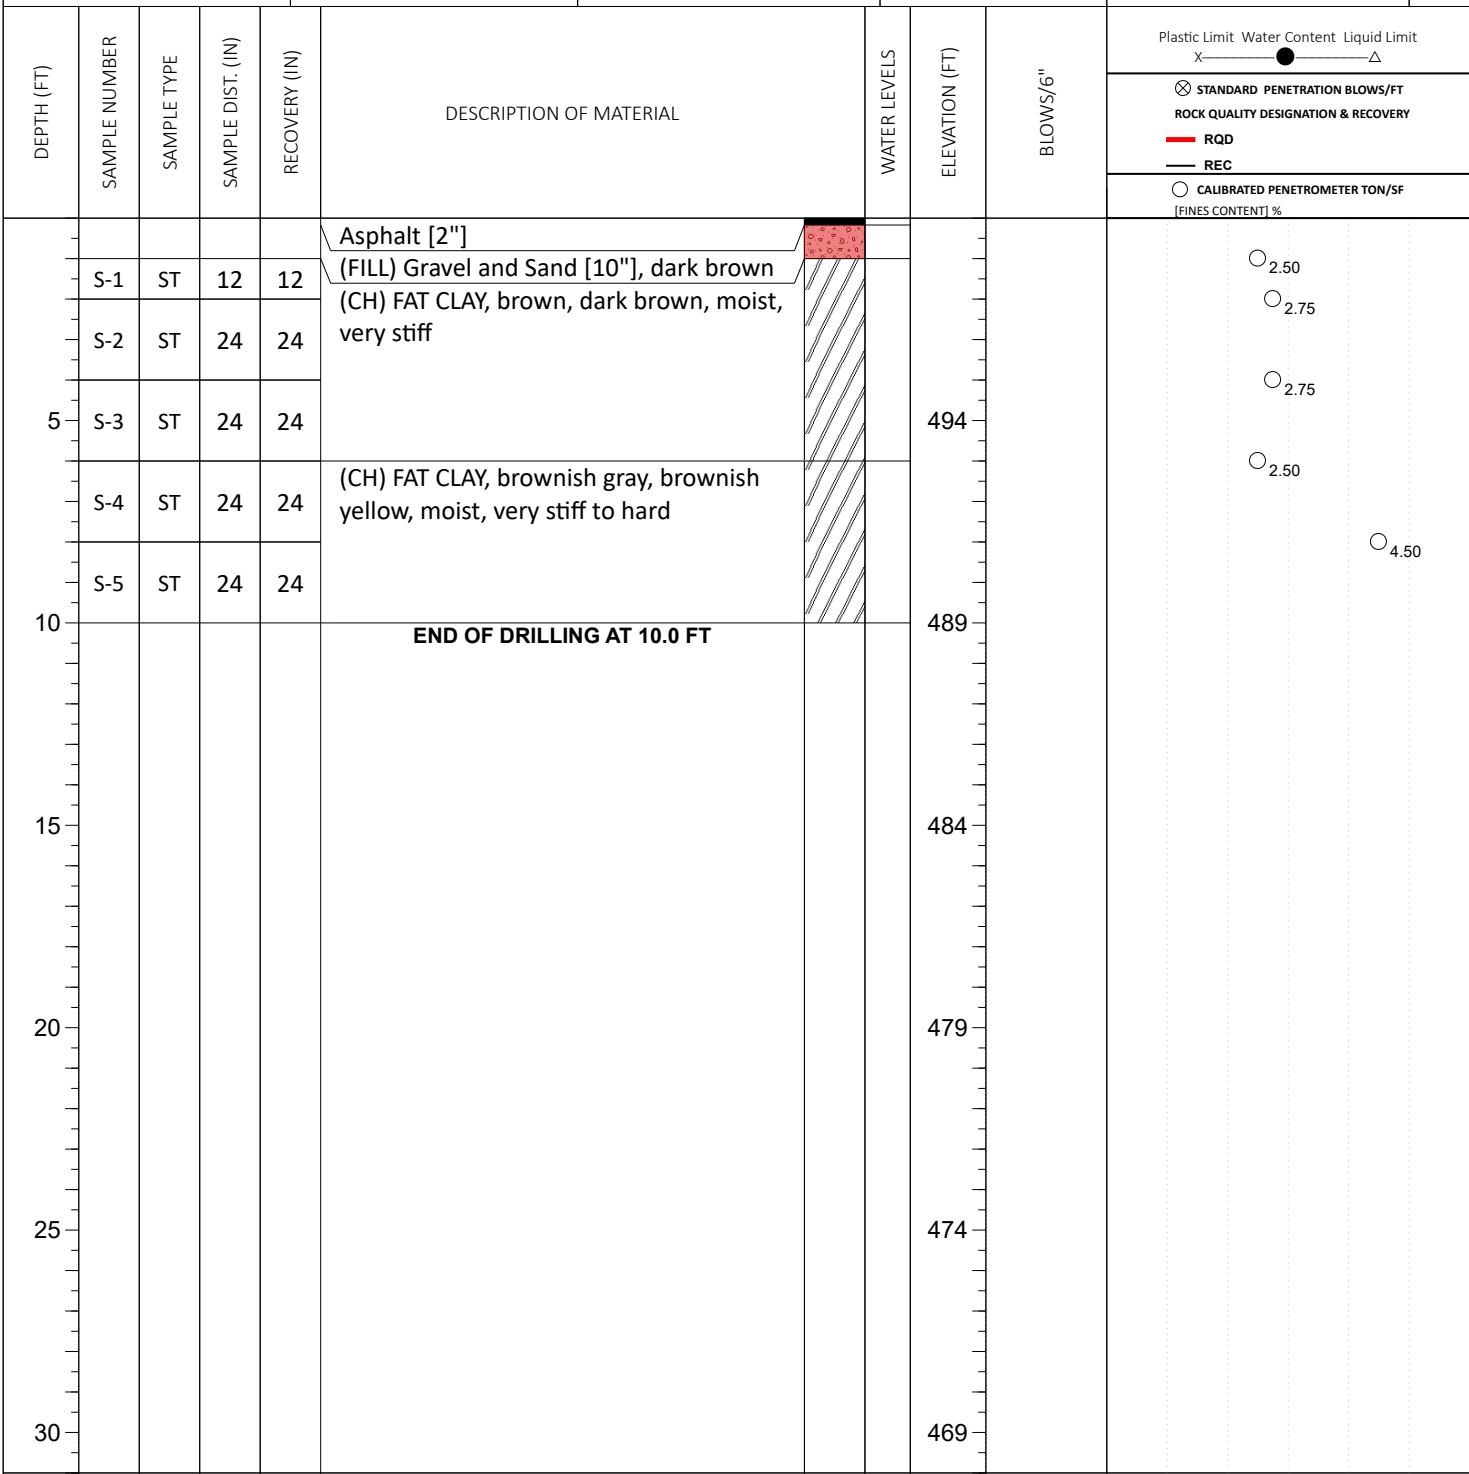 DEPTH (FT)
SAMPLE NUMBER
SAMPLE TYPE
SAMPLE DIST. (IN)
RECOVERY (IN)
DESCRIPTION OF MATERIAL
WATER LEVELS
ELEVATION (FT)
BLOWS/6"
Plastic Limit Water Content Liquid Limit
X
STANDARD PENETRATION BLOWS/FT
ROCK QUALITY DESIGNATION & RECOVERY
RQD
REC
CALIBRATED PENETROMETER TON/SF
[FINES CONTENT] %
Asphalt [2"]
(FILL) Gravel and Sand [10"], dark brown
2.50
S-1 ST 12 12
(CH) FAT CLAY, brown, dark brown, moist,
very stiff
2.75
S-2 ST 24 24
2.75
5 S-3 ST 24 24 494
2.50
(CH) FAT CLAY, brownish gray, brownish
yellow, moist, very stiff to hard
S-4 ST 24 24
4.50
S-5 ST 24 24
10 489
END OF DRILLING AT 10.0 FT
15 484
20 479
25 474
30 469